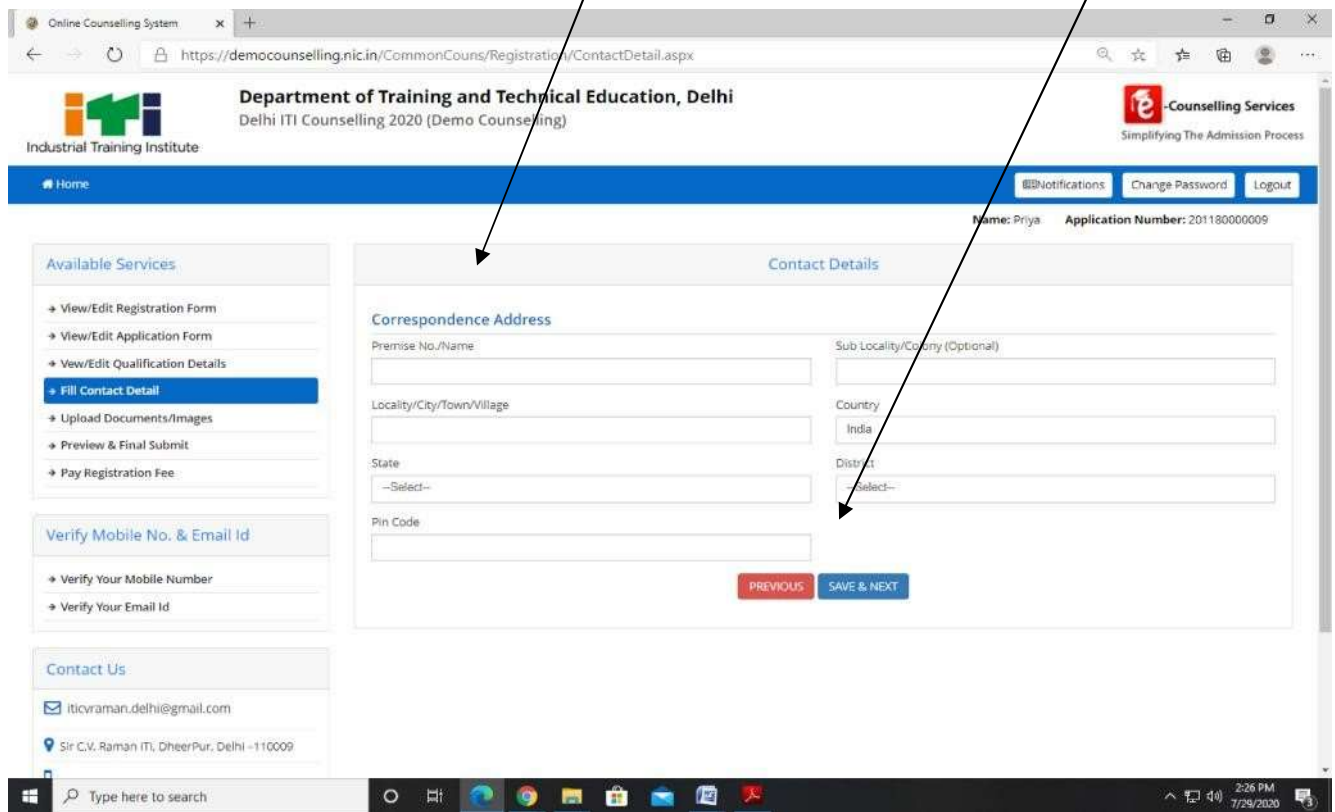 Online Counselling System
https://democounselling.nic.in/CommonCouns/Registration/ContactDetail.aspx
Industrial Training Institute
Department of Training and Technical Education, Delhi
Delhi ITI Counselling 2020 (Demo Counselling)
e-Counselling Services
Simplifying The Admission Process
Home
Notifications
Change Password
Logout
Name: Priya Application Number: 201180000009
Available Services
View/Edit Registration Form
View/Edit Application Form
Vew/Edit Qualification Details
Fill Contact Detail
Upload Documents/Images
Preview & Final Submit
Pay Registration Fee
Verify Mobile No. & Email Id
Verify Your Mobile Number
Verify Your Email Id
Contact Us
iticvraman.delhi@gmail.com
Sir C.V. Raman ITI, DheerPur, Delhi -110009
Contact Details
Correspondence Address
Premise No./Name
Sub Locality/Colony (Optional)
Locality/City/Town/Village
Country
India
State
--Select--
District
--Select--
Pin Code
PREVIOUS
SAVE & NEXT
Type here to search
2:26 PM
7/29/2020
3